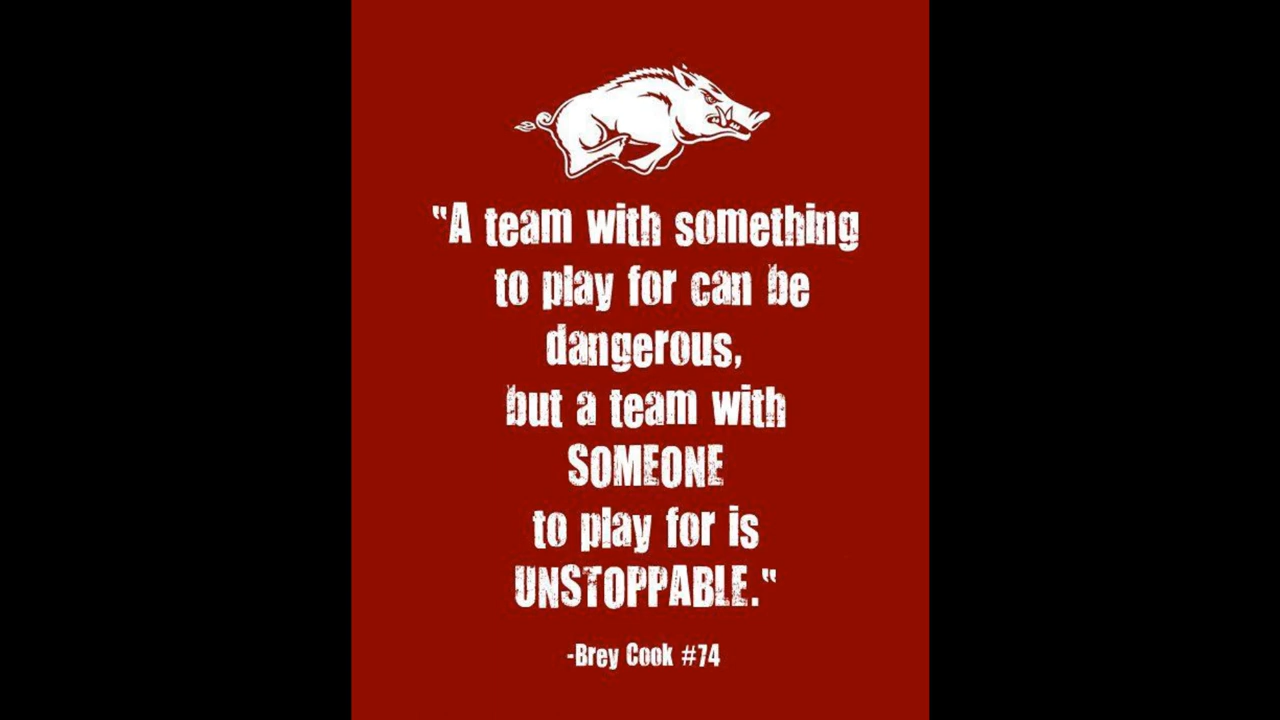 "A team with something
to play for can be
dangerous,
but a team with
SOMEONE
to play for is
UNSTOPPABLE."
-Brey Cook #74